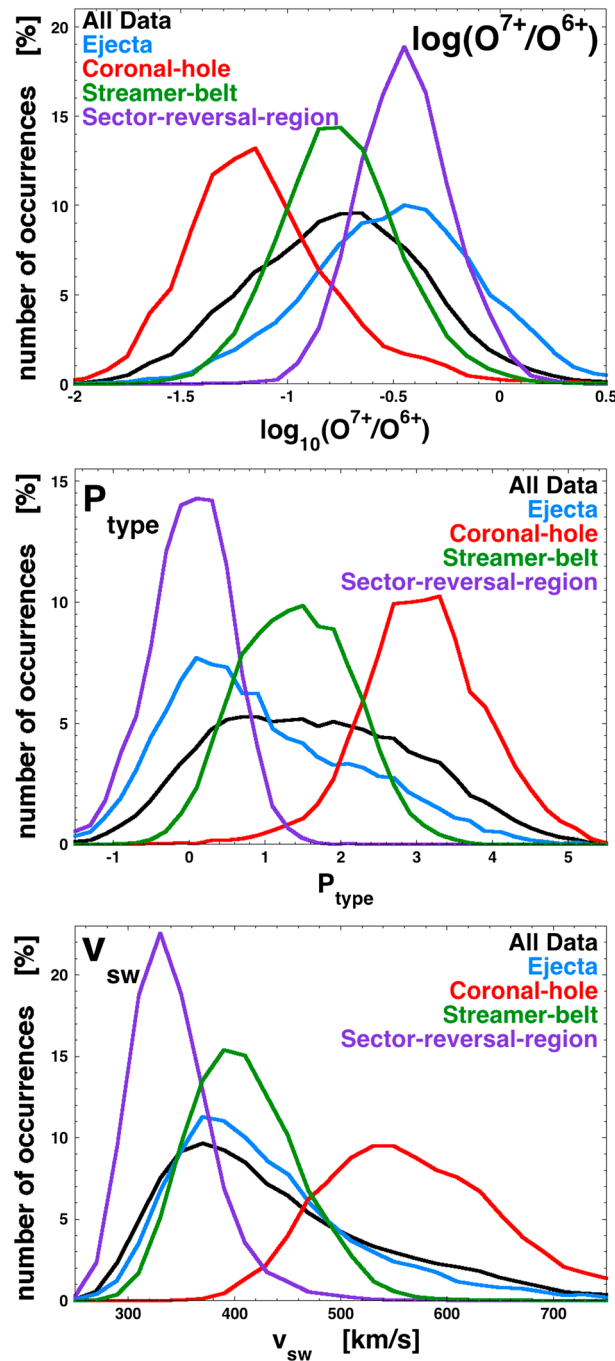 number of occurrences [%]
20
15
10
5
0
All Data
Ejecta
Coronal-hole
Streamer-belt
Sector-reversal-region
log(O⁷⁺/O⁶⁺)
-2 -1.5 -1 -0.5 0 0.5
log₁₀(O⁷⁺/O⁶⁺)
number of occurrences [%]
15
10
5
0
P type
All Data
Ejecta
Coronal-hole
Streamer-belt
Sector-reversal-region
-1 0 1 2 3 4 5
P type
number of occurrences [%]
20
15
10
5
0
v sw
All Data
Ejecta
Coronal-hole
Streamer-belt
Sector-reversal-region
300 400 500 600 700
v sw [km/s]